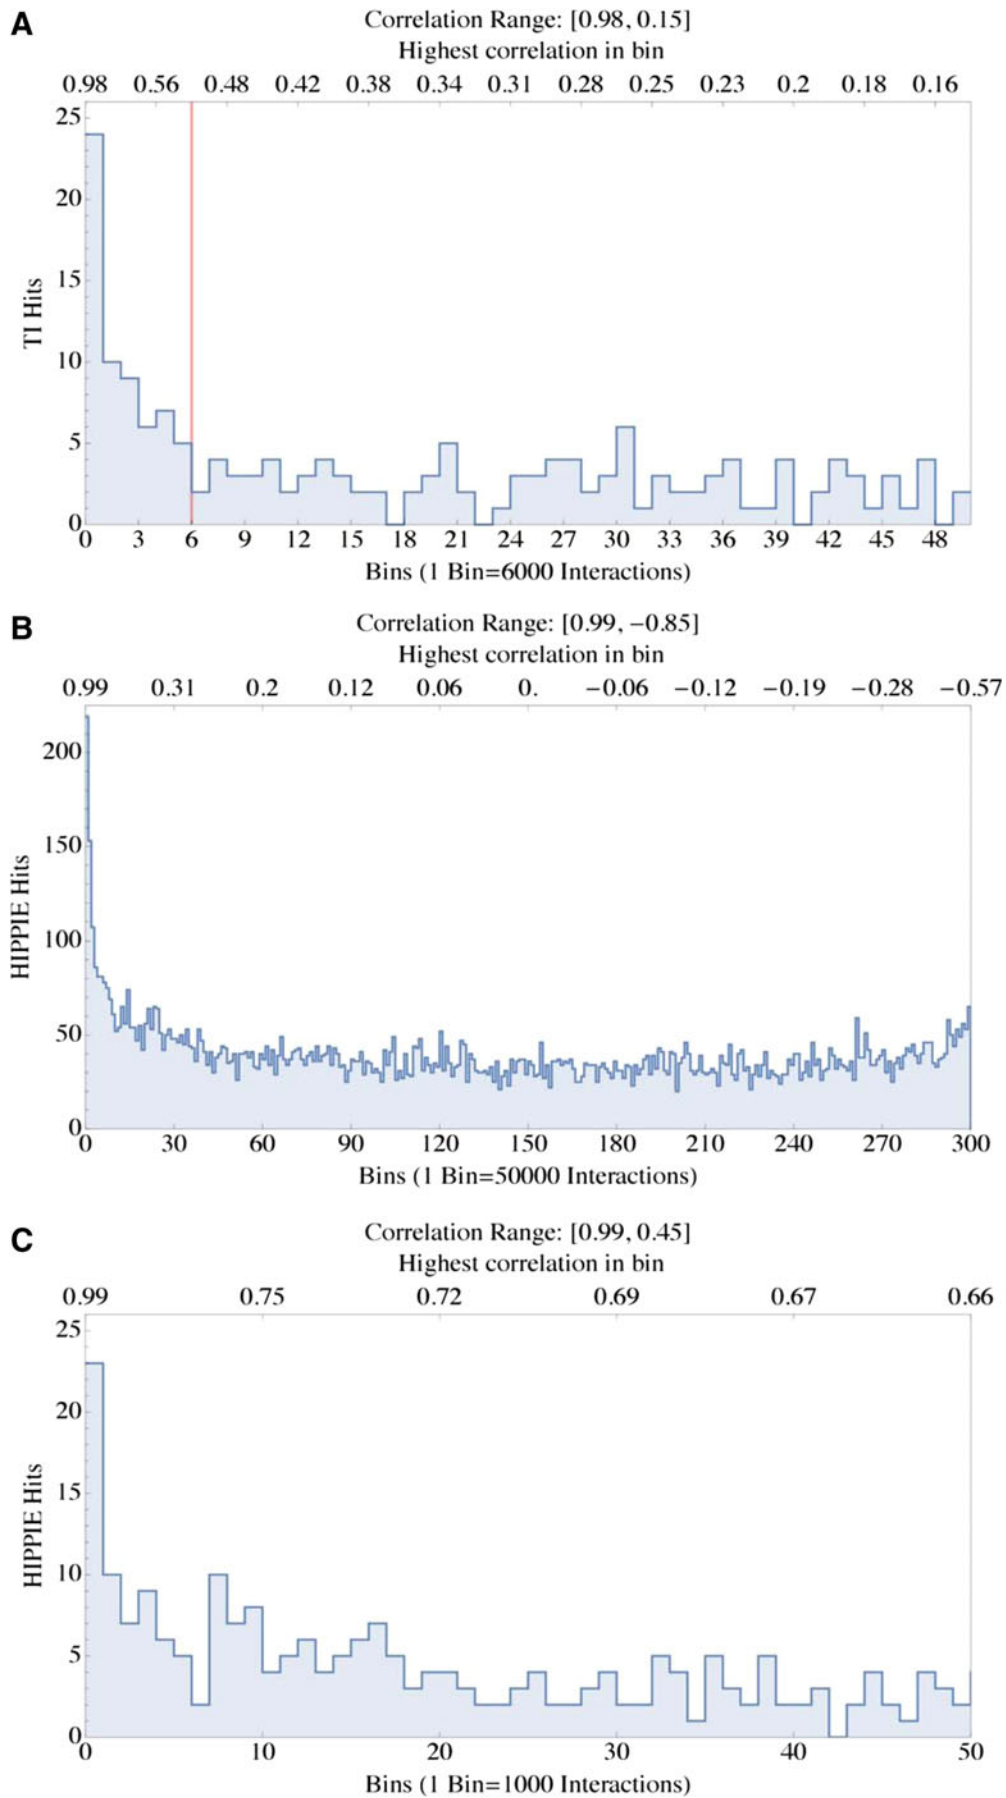 A
Correlation Range: [0.98, 0.15]
Highest correlation in bin
0.98 0.56 0.48 0.42 0.38 0.34 0.31 0.28 0.25 0.23 0.2 0.18 0.16
25
20
15
10
5
0
TI Hits
0 3 6 9 12 15 18 21 24 27 30 33 36 39 42 45 48
Bins (1 Bin=6000 Interactions)
B
Correlation Range: [0.99, −0.85]
Highest correlation in bin
0.99 0.31 0.2 0.12 0.06 0. −0.06 −0.12 −0.19 −0.28 −0.57
200
150
100
50
0
HIPPIE Hits
0 30 60 90 120 150 180 210 240 270 300
Bins (1 Bin=50000 Interactions)
C
Correlation Range: [0.99, 0.45]
Highest correlation in bin
0.99 0.75 0.72 0.69 0.67 0.66
25
20
15
10
5
0
HIPPIE Hits
0 10 20 30 40 50
Bins (1 Bin=1000 Interactions)